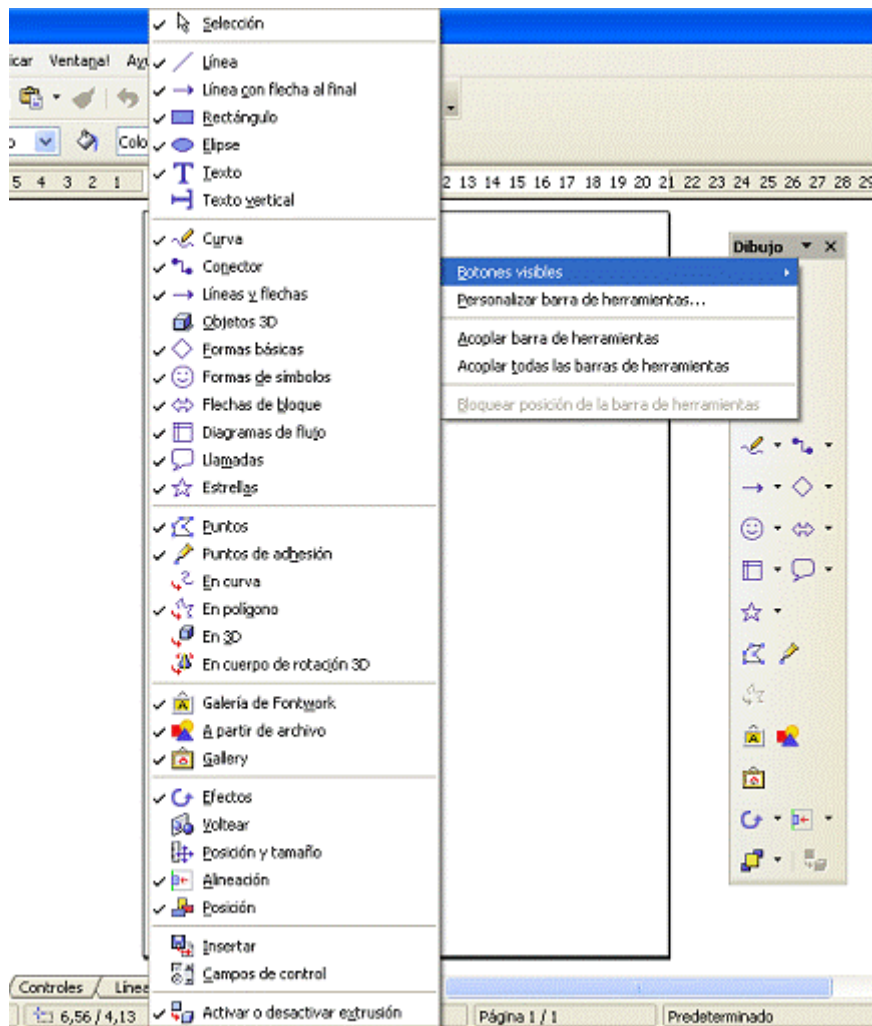 Selección
icar Ventana! Ayu
Línea
Línea con flecha al final
Rectángulo
Colo
Elipse
Texto
5 4 3 2 1
2 13 14 15 16 17 18 19 20 21 22 23 24 25 26 27 28 29
Texto vertical
Curva
Conector
Líneas y flechas
Objetos 3D
Formas básicas
Formas de símbolos
Flechas de bloque
Diagramas de flujo
Llamadas
Estrellas
Puntos
Puntos de adhesión
En curva
En polígono
En 3D
En cuerpo de rotación 3D
Galería de Fontwork
A partir de archivo
Gallery
Efectos
Voltear
Posición y tamaño
Alineación
Posición
Insertar
Campos de control
Activar o desactivar extrusión
Dibujo
Botones visibles
Personalizar barra de herramientas...
Acoplar barra de herramientas
Acoplar todas las barras de herramientas
Bloquear posición de la barra de herramientas
Controles Línea
6,56 / 4,13
Página 1 / 1
Predeterminado